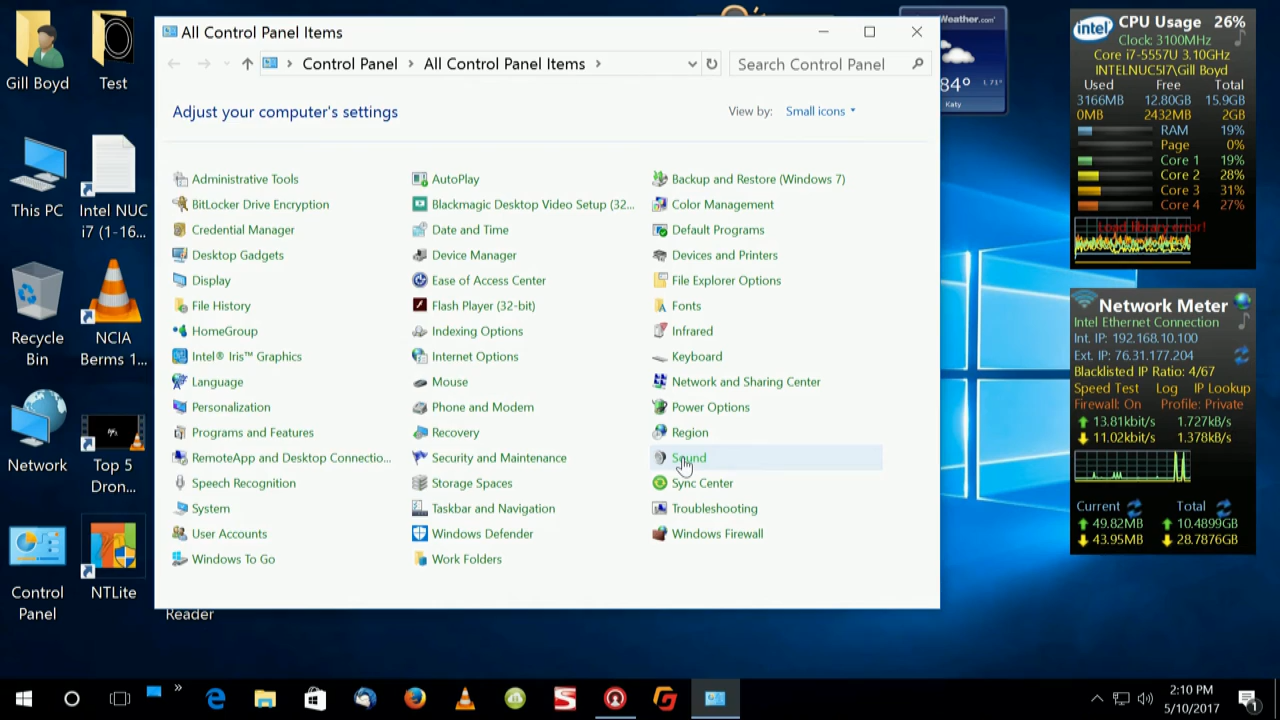 Gill Boyd
Test
This PC
Intel NUC
i7 (1-16...
Recycle
Bin
NCIA
Berms 1...
Network
Top 5
Dron...
Control
Panel
NTLite
Reader
All Control Panel Items
Control Panel
All Control Panel Items
Search Control Panel
Adjust your computer's settings
View by:
Small icons
Administrative Tools
AutoPlay
Backup and Restore (Windows 7)
BitLocker Drive Encryption
Blackmagic Desktop Video Setup (32...
Color Management
Credential Manager
Date and Time
Default Programs
Desktop Gadgets
Device Manager
Devices and Printers
Display
Ease of Access Center
File Explorer Options
File History
Flash Player (32-bit)
Fonts
HomeGroup
Indexing Options
Infrared
Intel® Iris™ Graphics
Internet Options
Keyboard
Language
Mouse
Network and Sharing Center
Personalization
Phone and Modem
Power Options
Programs and Features
Recovery
Region
RemoteApp and Desktop Connectio...
Security and Maintenance
Sound
Speech Recognition
Storage Spaces
Sync Center
System
Taskbar and Navigation
Troubleshooting
User Accounts
Windows Defender
Windows Firewall
Windows To Go
Work Folders
Weather.com
84°
1.71"
Katy
intel
CPU Usage 26%
Clock: 3100MHz
Core i7-5557U 3.10GHz
INTELNUC5I7\Gill Boyd
Used Free Total
3166MB 12.80GB 15.9GB
0MB 2432MB 2GB
RAM 19%
Page 0%
Core 1 19%
Core 2 28%
Core 3 31%
Core 4 27%
Load library error!
Network Meter
Intel Ethernet Connection
Int. IP: 192.168.10.100
Ext. IP: 76.31.177.204
Blacklisted IP Ratio: 4/67
Speed Test Log IP Lookup
Firewall: On Profile: Private
13.81kbit/s 1.727kB/s
11.02kbit/s 1.378kB/s
Current Total
49.82MB 10.4899GB
43.95MB 28.7876GB
2:10 PM
5/10/2017
1